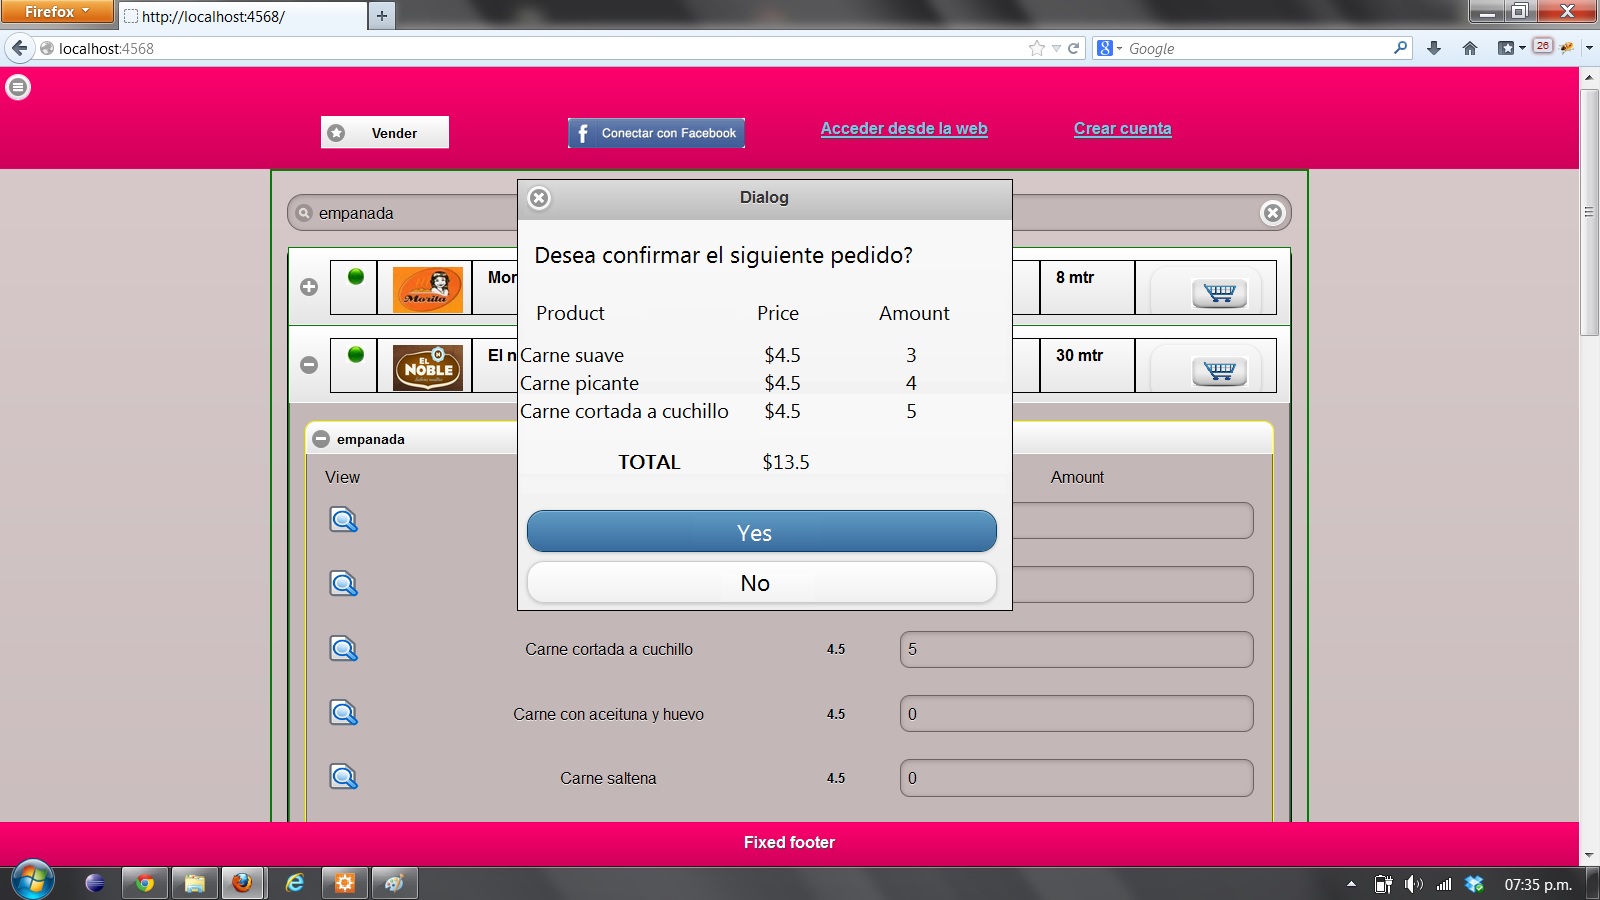 Firefox
http://localhost:4568/
localhost:4568
Google
26
Vender
Conectar con Facebook
Acceder desde la web
Crear cuenta
empanada
Dialog
Desea confirmar el siguiente pedido?
Product Price Amount
Carne suave $4.5 3
Carne picante $4.5 4
Carne cortada a cuchillo $4.5 5
TOTAL $13.5
Yes
No
Morita Mor 8 mtr
EL NOBLE El n 30 mtr
empanada
View Amount
Carne cortada a cuchillo 4.5 5
Carne con aceituna y huevo 4.5 0
Carne saltena 4.5 0
Fixed footer
07:35 p.m.